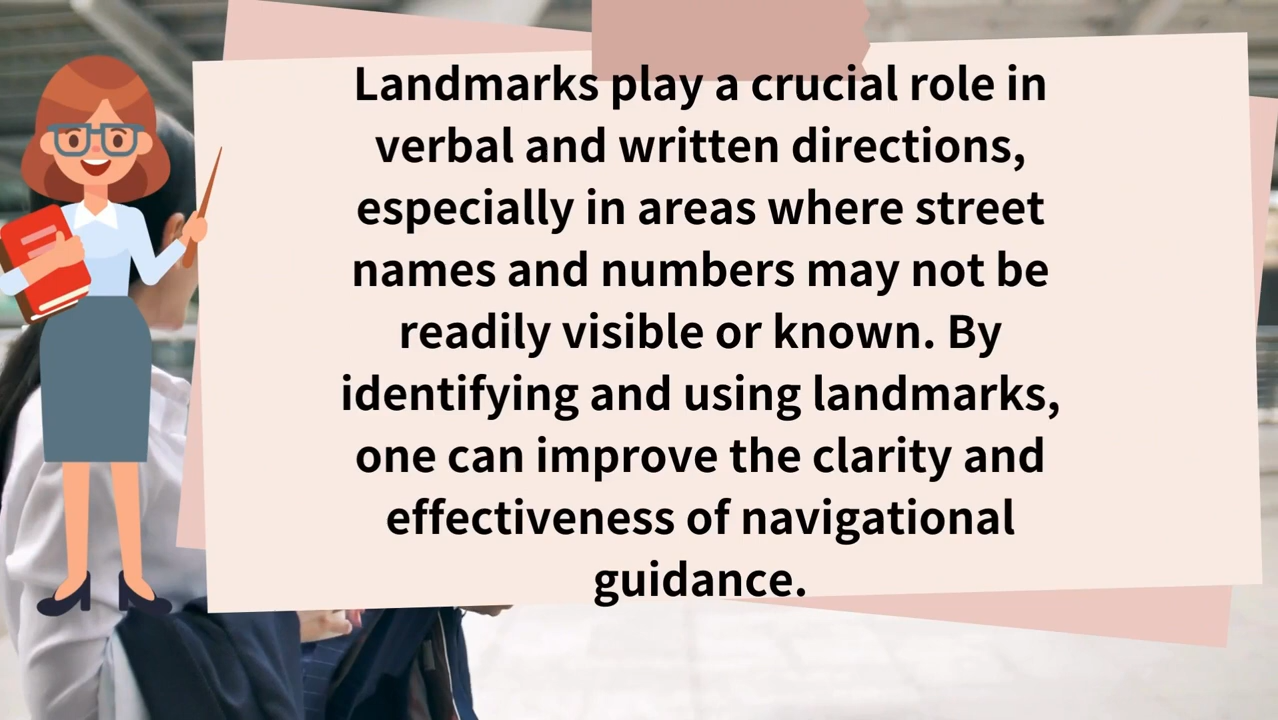 Landmarks play a crucial role in
verbal and written directions,
especially in areas where street
names and numbers may not be
readily visible or known. By
identifying and using landmarks,
one can improve the clarity and
effectiveness of navigational
guidance.